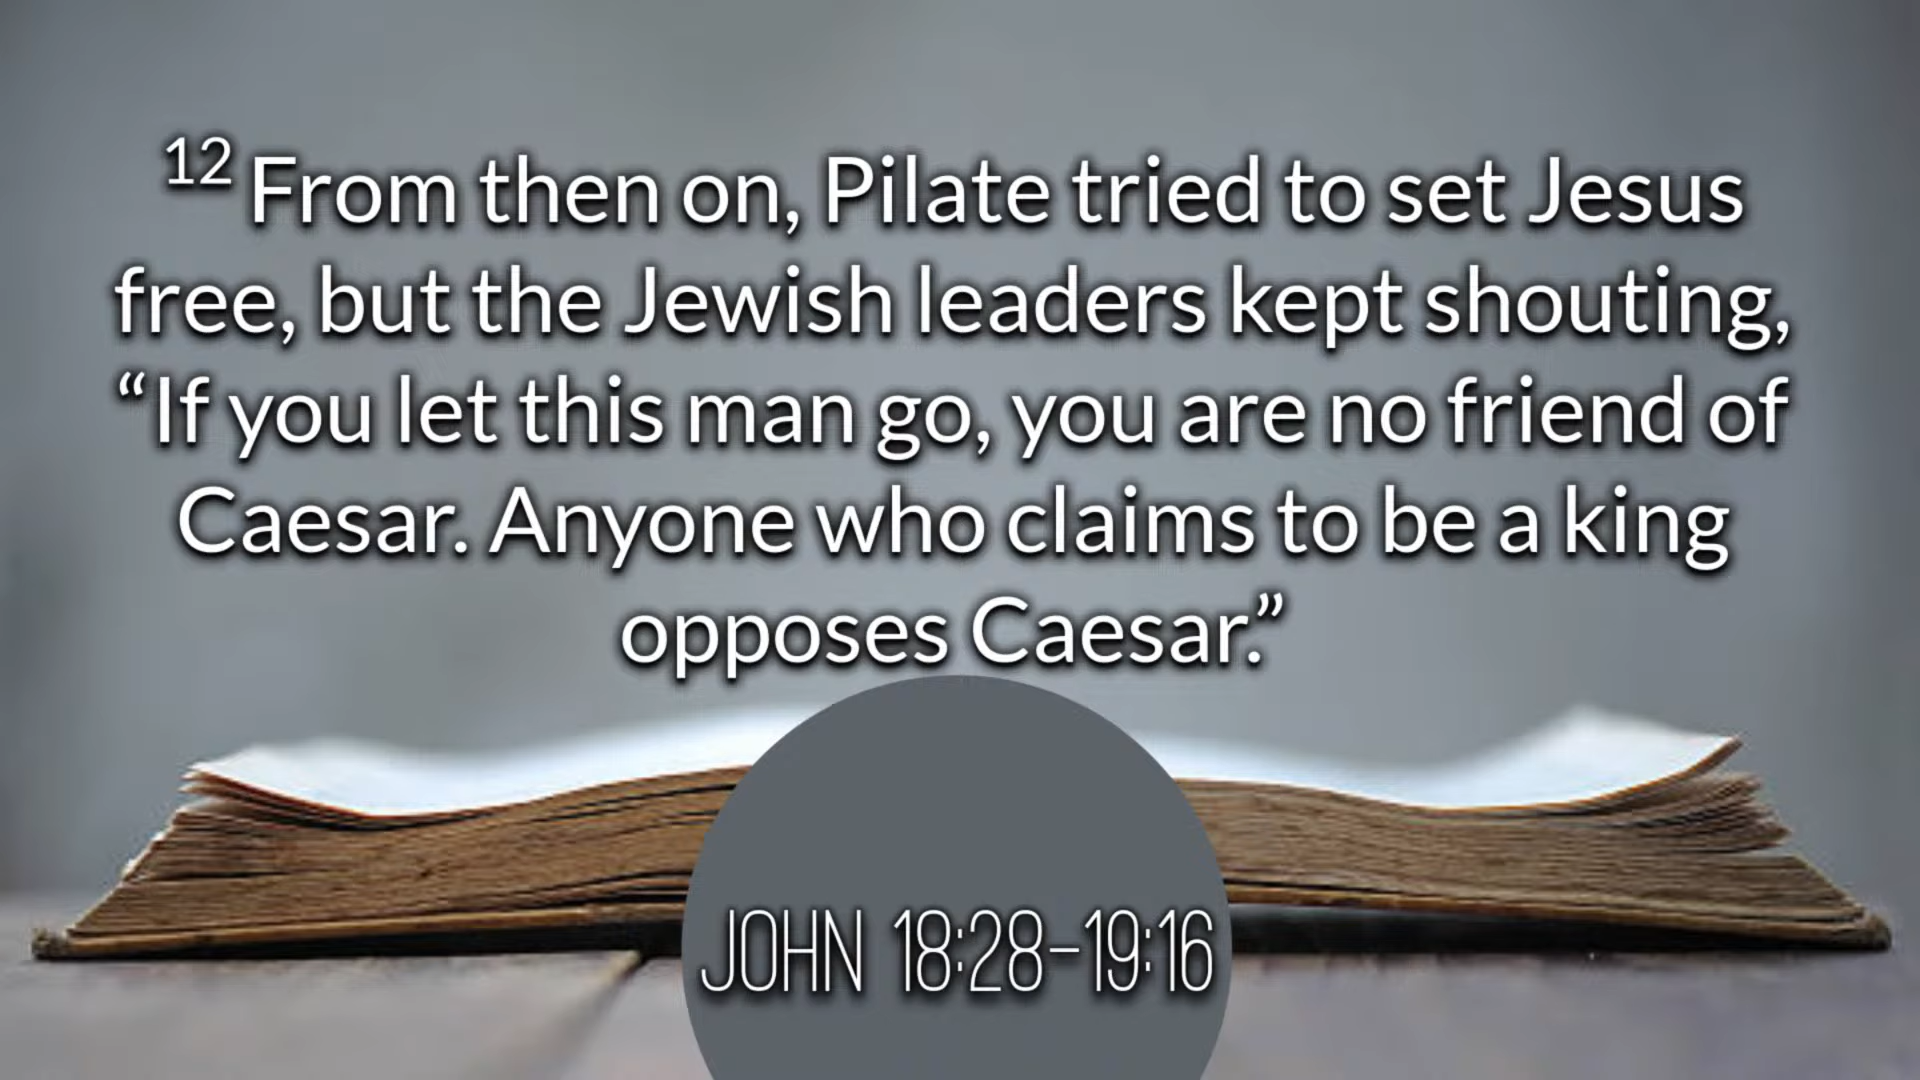 12 From then on, Pilate tried to set Jesus
free, but the Jewish leaders kept shouting,
“If you let this man go, you are no friend of
Caesar. Anyone who claims to be a king
opposes Caesar.”
JOHN 18:28-19:16